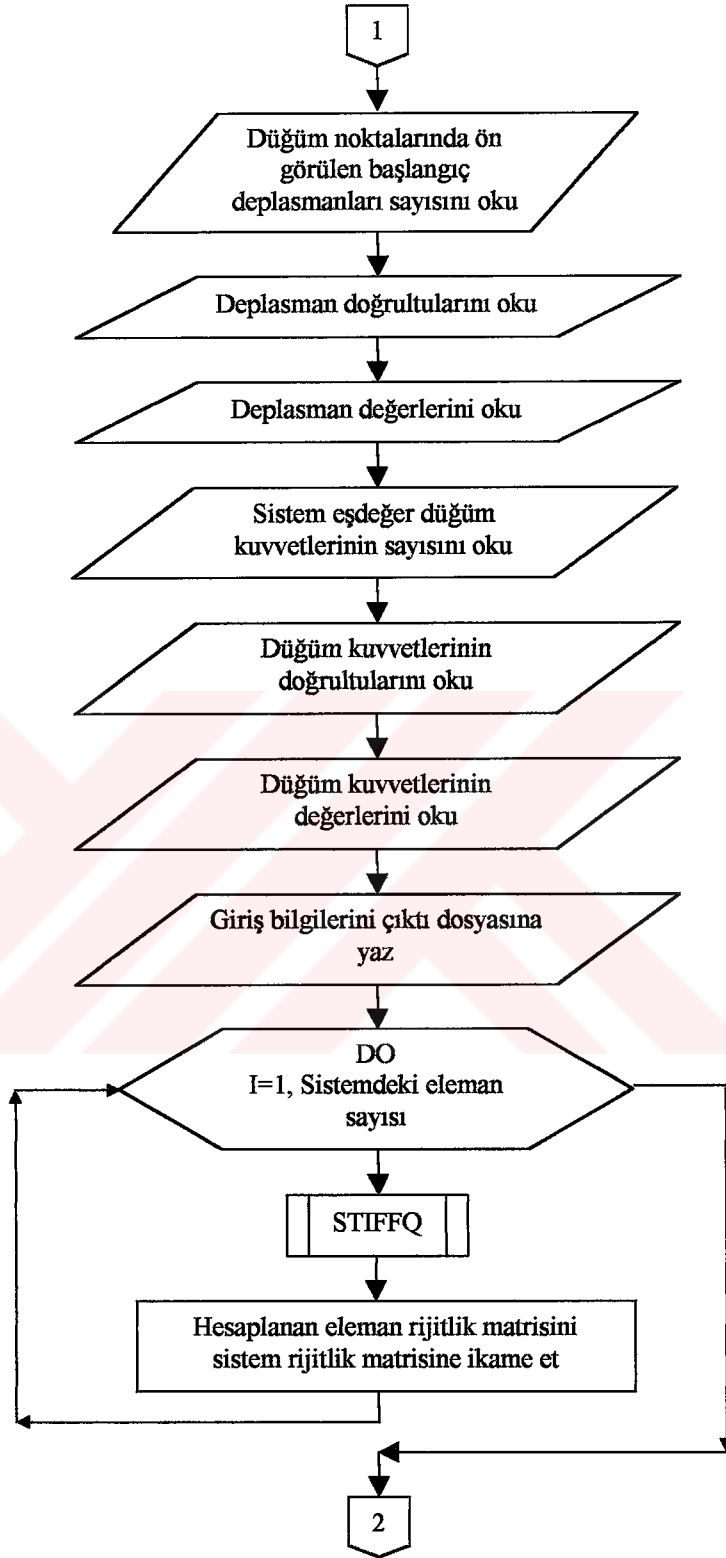 1
Düğüm noktalarında ön
görülen başlangıç
deplasmanları sayısını oku
Deplasman doğrultularını oku
Deplasman değerlerini oku
Sistem eşdeğer düğüm
kuvvetlerinin sayısını oku
Düğüm kuvvetlerinin
doğrultularını oku
Düğüm kuvvetlerinin
değerlerini oku
Giriş bilgilerini çıktı dosyasına
yaz
DO
I=1, Sistemdeki eleman
sayısı
STIFFQ
Hesaplanan eleman rijitlik matrisini
sistem rijitlik matrisine ikame et
2